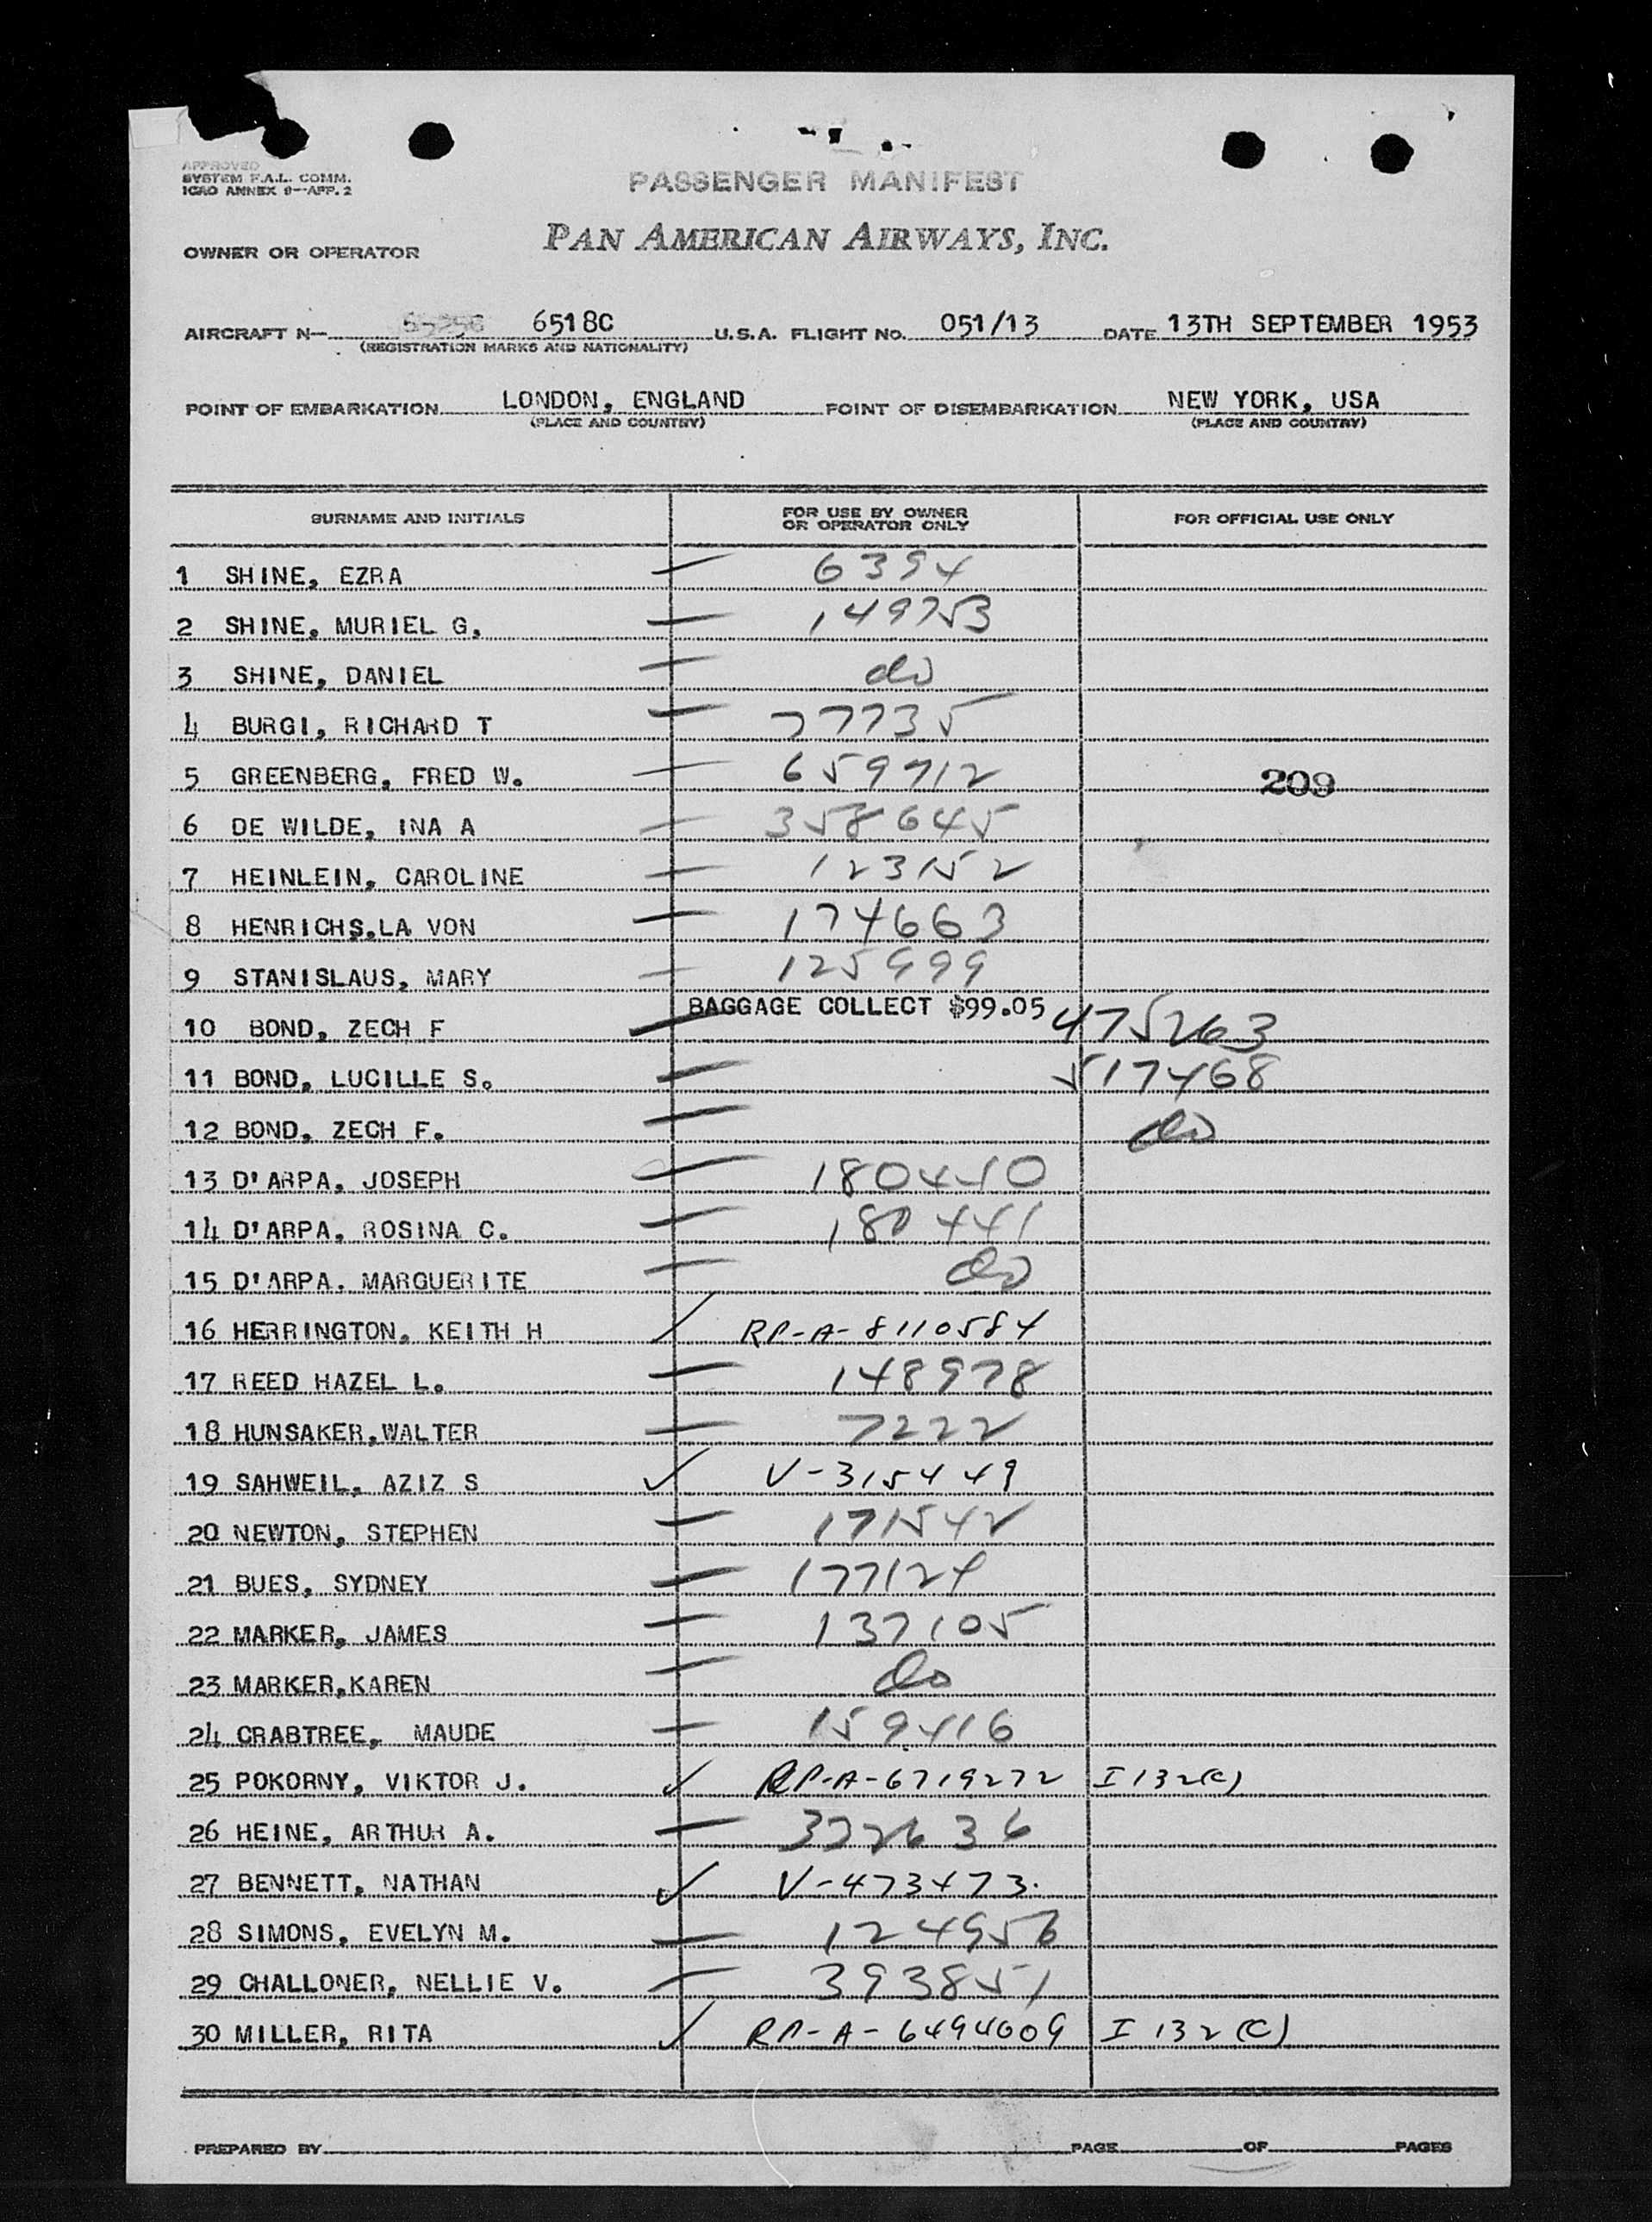 APPROVED
SYSTEM F.A.L. COMM.
ICAO ANNEX 9—APP. 2
PASSENGER MANIFEST
OWNER OR OPERATOR PAN AMERICAN AIRWAYS, INC.
AIRCRAFT N— 6518C U.S.A. FLIGHT NO. 051/13 DATE 13TH SEPTEMBER 1953
(REGISTRATION MARKS AND NATIONALITY)
POINT OF EMBARKATION LONDON, ENGLAND POINT OF DISEMBARKATION NEW YORK, USA
(PLACE AND COUNTRY) (PLACE AND COUNTRY)
SURNAME AND INITIALS FOR USE BY OWNER OR OPERATOR ONLY FOR OFFICIAL USE ONLY
1 SHINE, EZRA 6394
2 SHINE, MURIEL G. 149753
3 SHINE, DANIEL do
4 BURGI, RICHARD T 77735
5 GREENBERG, FRED W. 659712 209
6 DE WILDE, INA A 358645
7 HEINLEIN, CAROLINE 123152
8 HENRICHS, LA VON 174663
9 STANISLAUS, MARY 125999
BAGGAGE COLLECT $99.05
10 BOND, ZECH F 475263
11 BOND, LUCILLE S. 517468
12 BOND, ZECH F. do
13 D'ARPA, JOSEPH 180440
14 D'ARPA, ROSINA C. 180441
15 D'ARPA. MARGUERITE do
16 HERRINGTON, KEITH H RP-A-8110584
17 REED HAZEL L. 148978
18 HUNSAKER, WALTER 7222
19 SAHWEIL, AZIZ S V-315449
20 NEWTON, STEPHEN 171542
21 BUES, SYDNEY 177124
22 MARKER, JAMES 137105
23 MARKER, KAREN do
24 CRABTREE, MAUDE 159416
25 POKORNY, VIKTOR J. RP-A-6719272 I 132(C)
26 HEINE, ARTHUR A. 322636
27 BENNETT, NATHAN V-473473.
28 SIMONS, EVELYN M. 124956
29 CHALLONER, NELLIE V. 393851
30 MILLER, RITA RP-A-6494009 I 132(C)
PREPARED BY PAGE OF PAGES